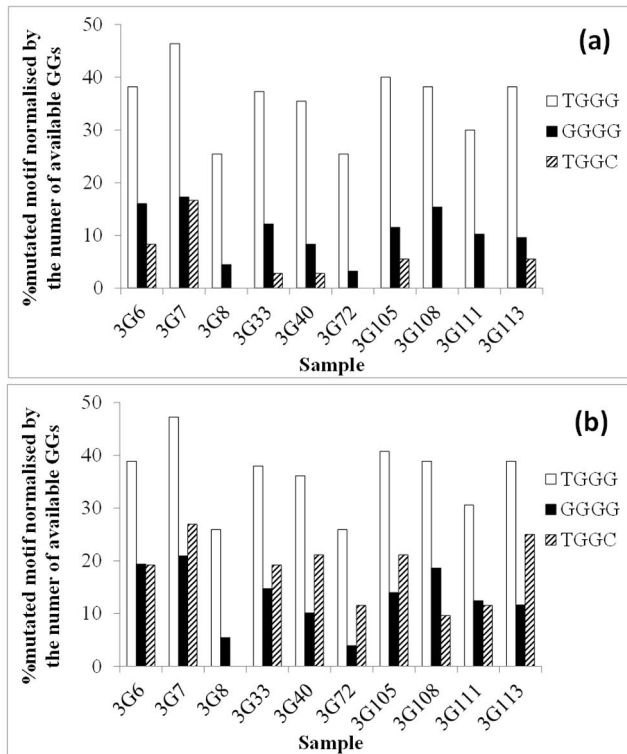 (a)
%mutated motif normalised by
the numer of available GGs
50
40
30
20
10
0
TGGG
GGGG
TGGC
3G6
3G7
3G8
3G33
3G40
3G72
3G105
3G108
3G111
3G113
Sample
(b)
%mutated motif normalised by
the numer of available GGs
50
40
30
20
10
0
TGGG
GGGG
TGGC
3G6
3G7
3G8
3G33
3G40
3G72
3G105
3G108
3G111
3G113
Sample